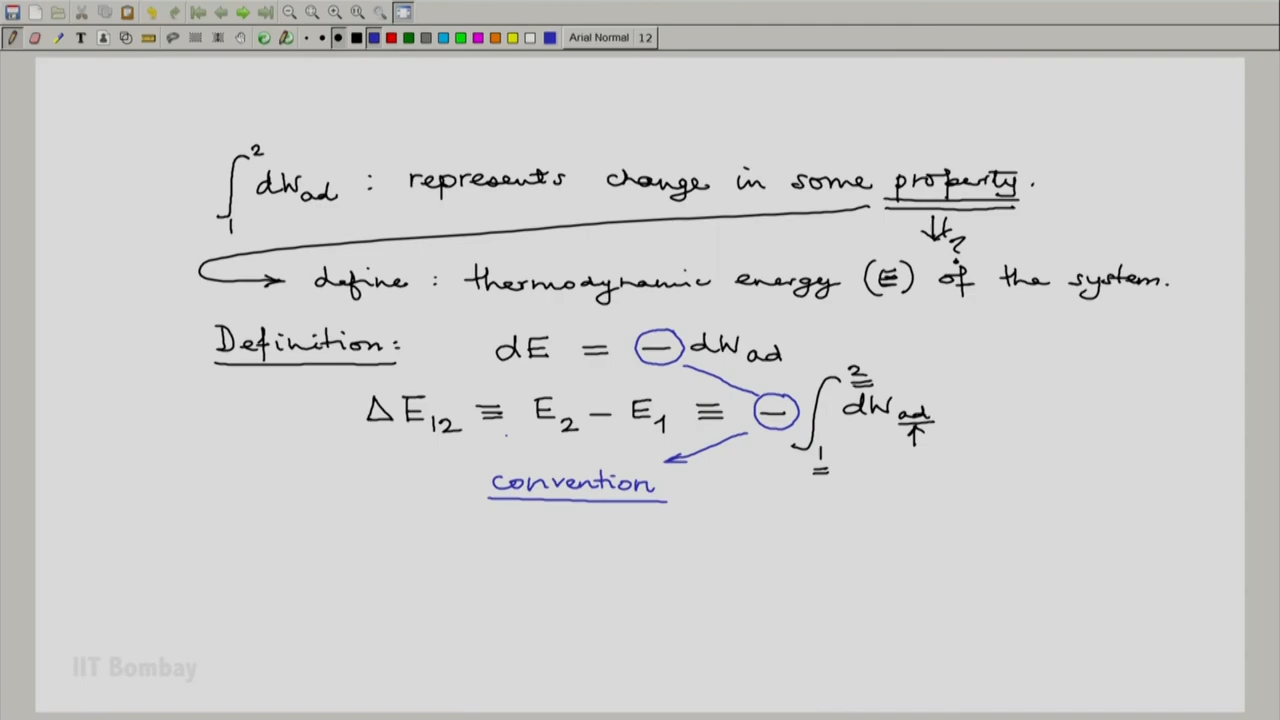 Arial Normal 12
∫₁² dW_ad : represents change in some property.
?
define : thermodynamic energy (E) of the system.
Definition: dE = − dW_ad
ΔE₁₂ ≡ E₂ − E₁ ≡ − ∫₁² dW_ad
convention
IIT Bombay